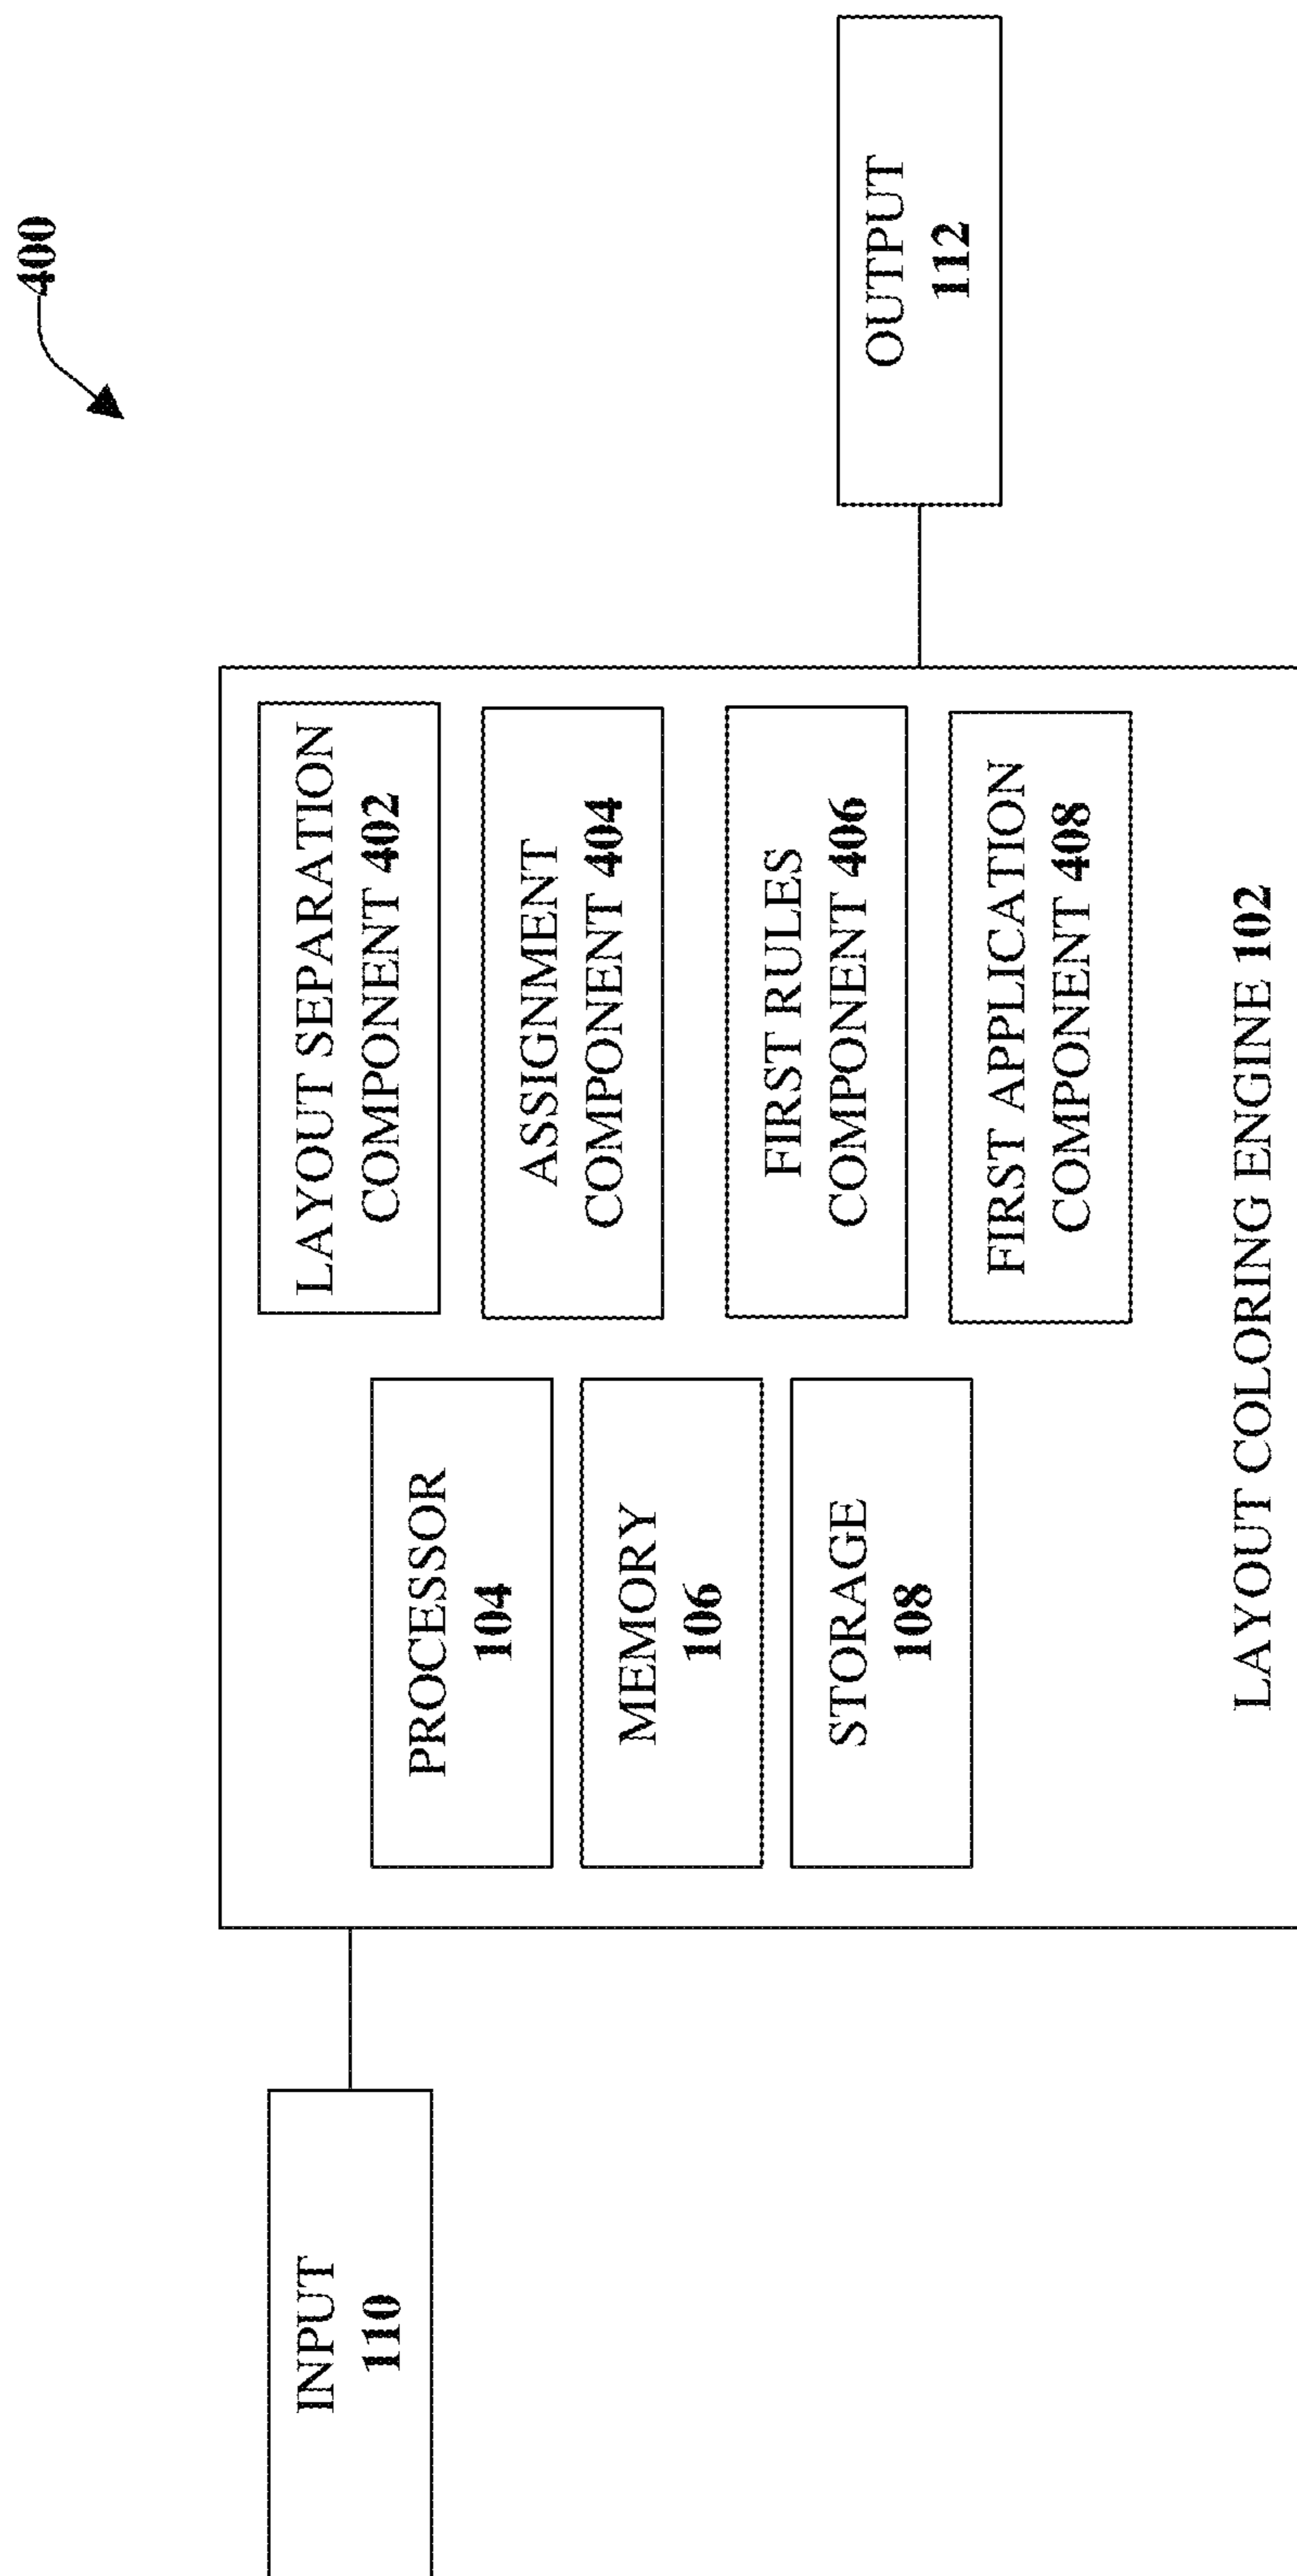 400
INPUT
110
PROCESSOR
104
MEMORY
106
STORAGE
108
LAYOUT SEPARATION
COMPONENT 402
ASSIGNMENT
COMPONENT 404
FIRST RULES
COMPONENT 406
FIRST APPLICATION
COMPONENT 408
LAYOUT COLORING ENGINE 102
OUTPUT
112